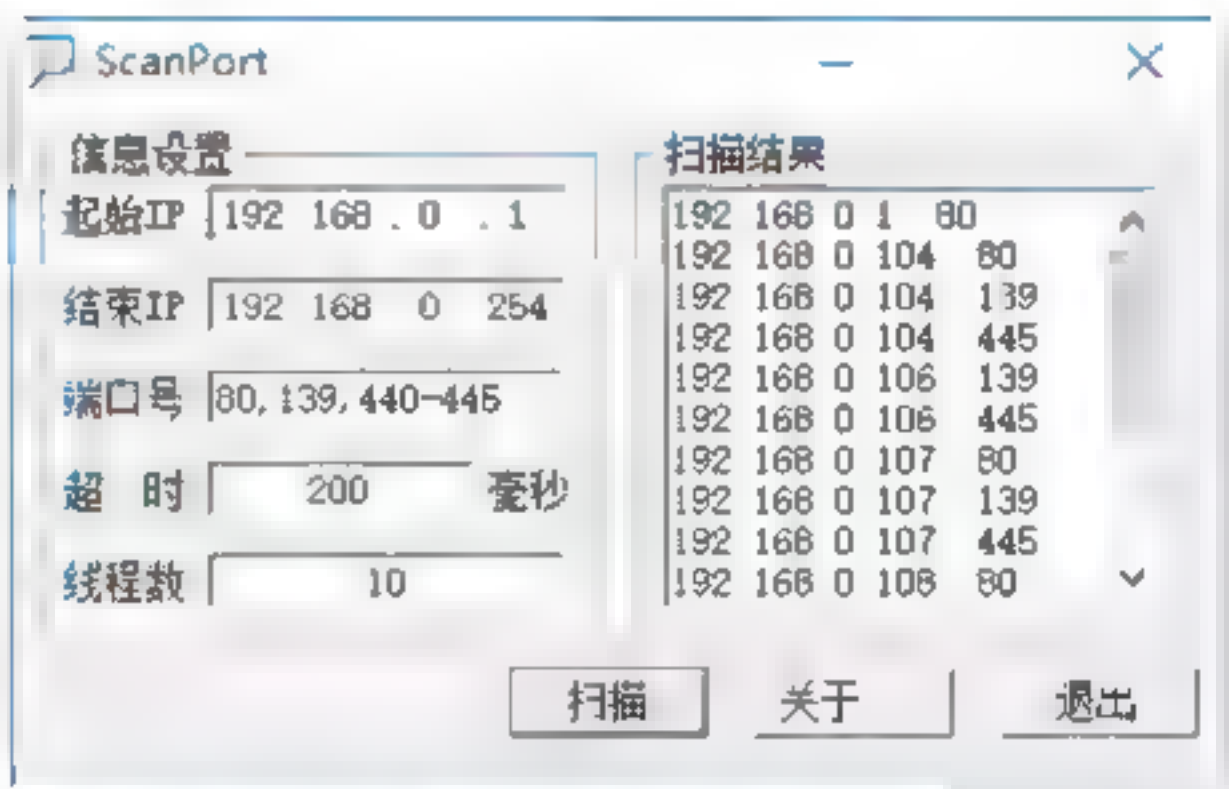 ScanPort
信息设置
起始IP 192 168 . 0 . 1
结束IP 192 168 0 254
端口号 80,139,440-445
超 时 200 毫秒
线程数 10
扫描结果
192 168 0 1 80
192 168 0 104 80
192 168 0 104 139
192 168 0 104 445
192 168 0 106 139
192 168 0 106 445
192 168 0 107 80
192 168 0 107 139
192 168 0 107 445
192 168 0 108 80
扫描 关于 退出